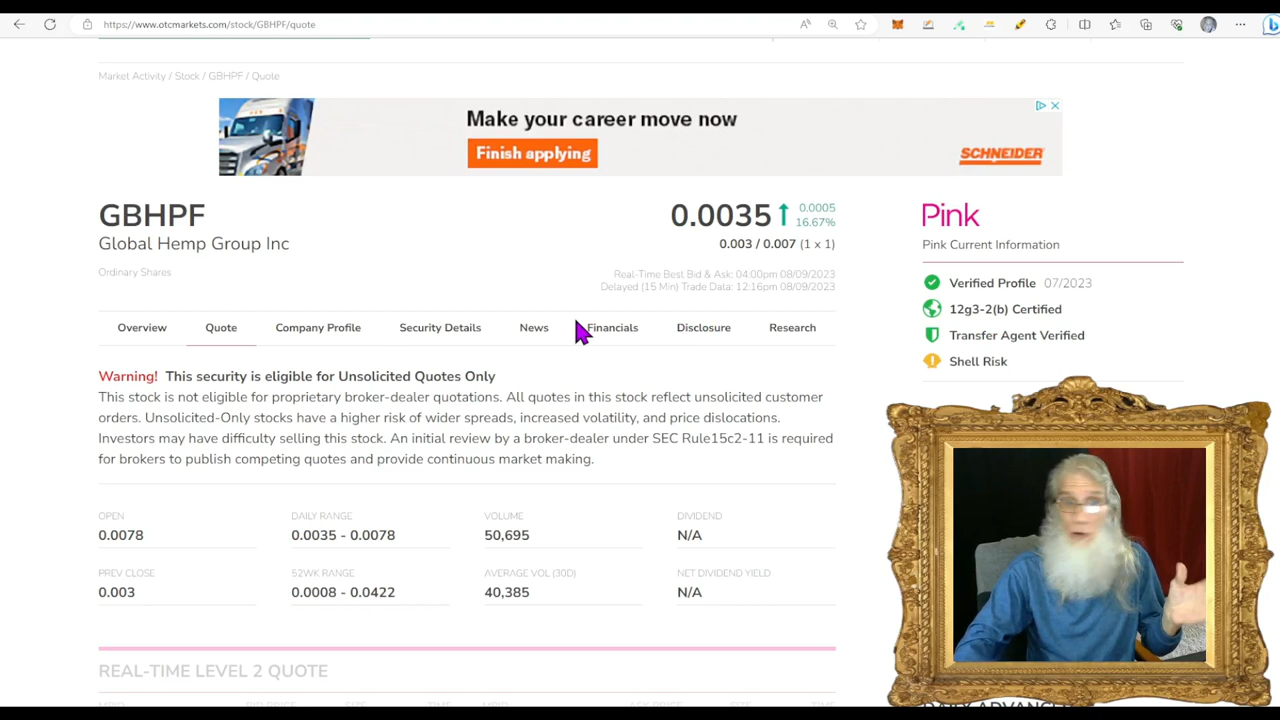 https://www.otcmarkets.com/stock/GBHPF/quote
Market Activity / Stock / GBHPF / Quote
Make your career move now
Finish applying
SCHNEIDER
GBHPF
Global Hemp Group Inc
Ordinary Shares
0.0035
0.0005
16.67%
0.003 / 0.007 (1 x 1)
Real-Time Best Bid & Ask: 04:00pm 08/09/2023
Delayed (15 Min) Trade Data: 12:16pm 08/09/2023
Pink
Pink Current Information
Verified Profile 07/2023
12g3-2(b) Certified
Transfer Agent Verified
Shell Risk
Overview Quote Company Profile Security Details News Financials Disclosure Research
Warning! This security is eligible for Unsolicited Quotes Only
This stock is not eligible for proprietary broker-dealer quotations. All quotes in this stock reflect unsolicited customer
orders. Unsolicited-Only stocks have a higher risk of wider spreads, increased volatility, and price dislocations.
Investors may have difficulty selling this stock. An initial review by a broker-dealer under SEC Rule15c2-11 is required
for brokers to publish competing quotes and provide continuous market making.
OPEN DAILY RANGE VOLUME DIVIDEND
0.0078 0.0035 - 0.0078 50,695 N/A
PREV CLOSE 52WK RANGE AVERAGE VOL (30D) NET DIVIDEND YIELD
0.003 0.0008 - 0.0422 40,385 N/A
REAL-TIME LEVEL 2 QUOTE